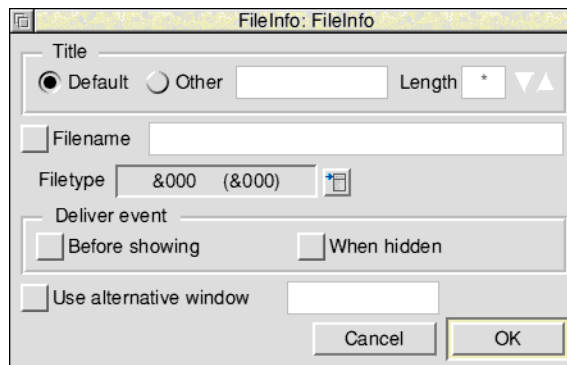 FileInfo: FileInfo
Title
Default Other Length *
Filename
Filetype &000 (&000)
Deliver event
Before showing When hidden
Use alternative window
Cancel OK